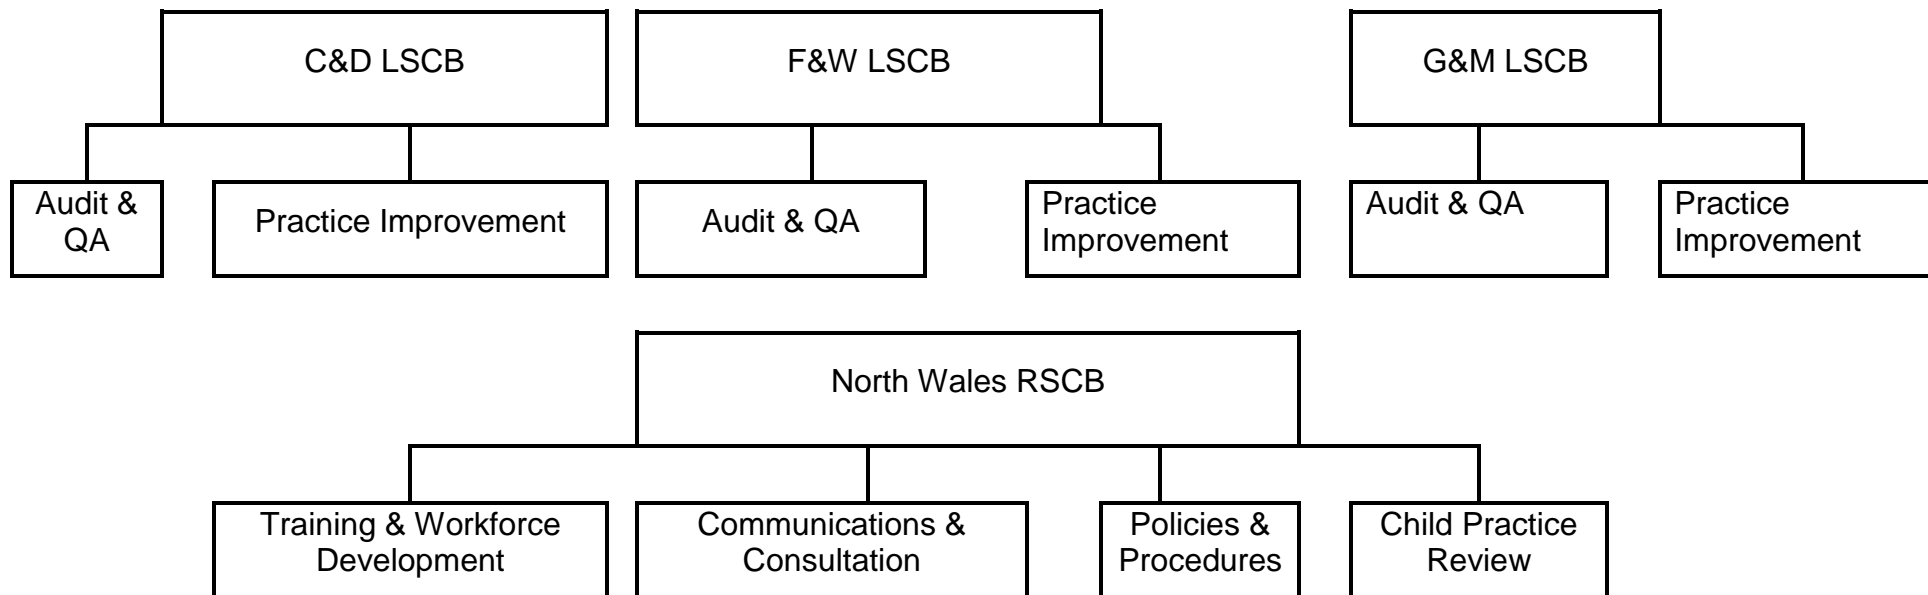 C&D LSCB
F&W LSCB
G&M LSCB
Audit &
QA
Practice Improvement
Audit & QA
Practice
Improvement
Audit & QA
Practice
Improvement
North Wales RSCB
Training & Workforce
Development
Communications &
Consultation
Policies &
Procedures
Child Practice
Review